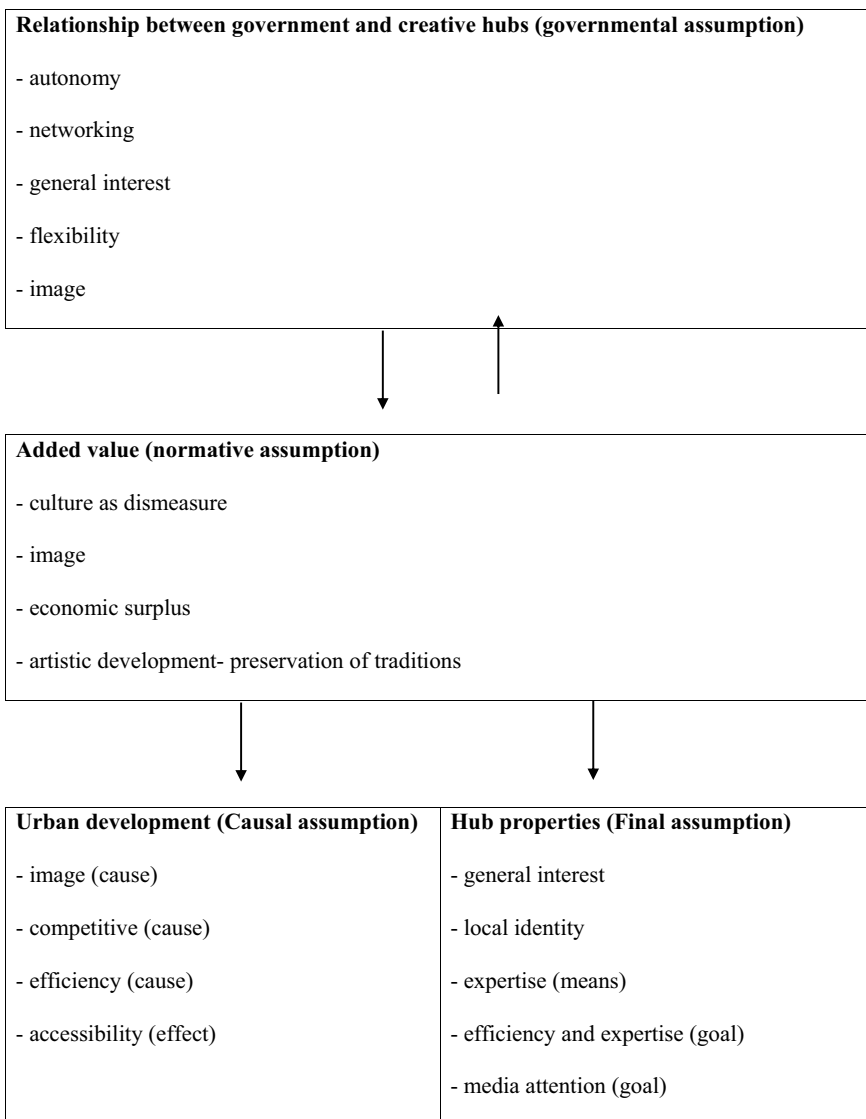 Relationship between government and creative hubs (governmental assumption)
- autonomy
- networking
- general interest
- flexibility
- image
Added value (normative assumption)
- culture as dismeasure
- image
- economic surplus
- artistic development- preservation of traditions
Urban development (Causal assumption)
- image (cause)
- competitive (cause)
- efficiency (cause)
- accessibility (effect)
Hub properties (Final assumption)
- general interest
- local identity
- expertise (means)
- efficiency and expertise (goal)
- media attention (goal)